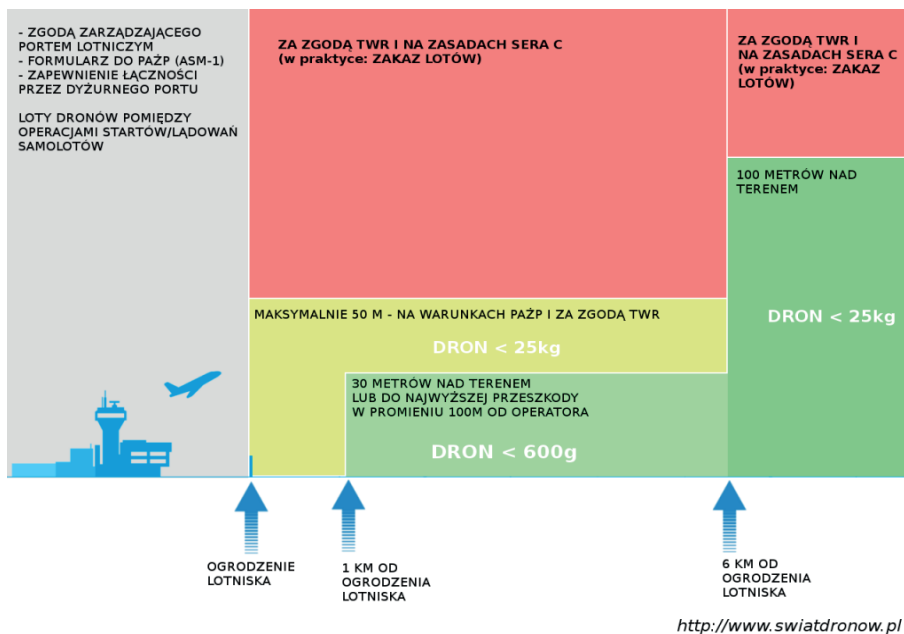 - ZGODĄ ZARZĄDZAJĄCEGO
PORTEM LOTNICZYM
- FORMULARZ DO PAŻP (ASM-1)
- ZAPEWNIENIE ŁĄCZNOŚCI
PRZEZ DYŻURNEGO PORTU
LOTY DRONÓW POMIĘDZY
OPERACJAMI STARTÓW/LĄDOWAŃ
SAMOLOTÓW
ZA ZGODĄ TWR I NA ZASADACH SERA C
(w praktyce: ZAKAZ LOTÓW)
ZA ZGODĄ TWR I
NA ZASADACH SERA C
(w praktyce: ZAKAZ
LOTÓW)
100 METRÓW NAD
TERENEM
DRON < 25kg
MAKSYMALNIE 50 M - NA WARUNKACH PAŻP I ZA ZGODĄ TWR
DRON < 25kg
30 METRÓW NAD TERENEM
LUB DO NAJWYŻSZEJ PRZESZKODY
W PROMIENIU 100M OD OPERATORA
DRON < 600g
OGRODZENIE
LOTNISKA
1 KM OD
OGRODZENIA
LOTNISKA
6 KM OD
OGRODZENIA
LOTNISKA
http://www.swiatdronow.pl